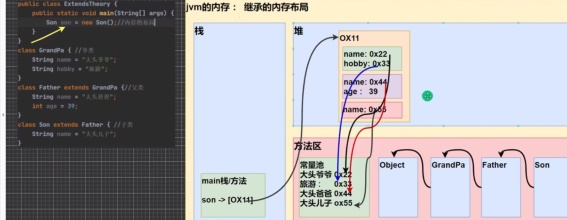 public class ExtendsTheory {
public static void main(String[] args) {
Son son = new Son();//内存的布局
}
}
class GrandPa { //爷类
String name = "大头爷爷";
String hobby = "旅游";
}
class Father extends GrandPa {//父类
String name = "大头爸爸";
int age = 39;
}
class Son extends Father { //子类
String name = "大头儿子";
}
jvm的内存： 继承的内存布局
栈
main栈/方法
son -> [OX11]
堆
OX11
name: 0x22
hobby: 0x33
name: 0x44
age： 39
name: 0x55
方法区
常量池
大头爷爷 0x22
旅游： 0x33
大头爸爸 0x44
大头儿子 0x55
Object
GrandPa
Father
Son